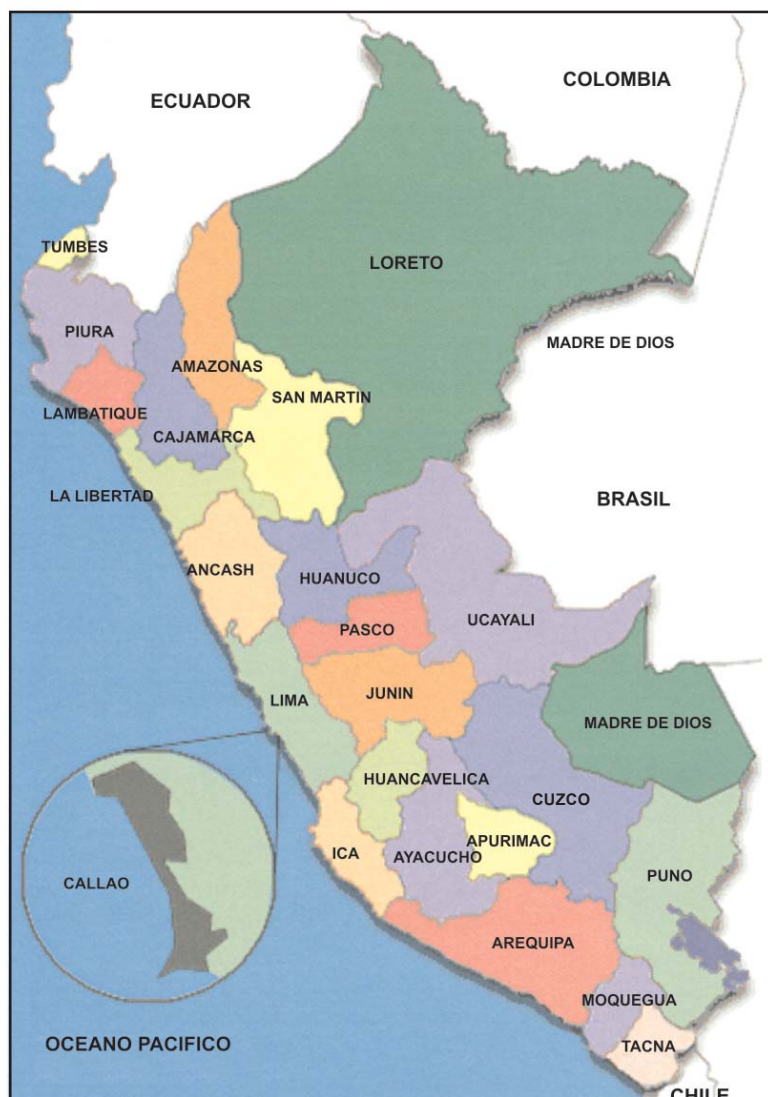 COLOMBIA
ECUADOR
TUMBES
LORETO
PIURA
MADRE DE DIOS
AMAZONAS
SAN MARTIN
LAMBATIQUE
CAJAMARCA
LA LIBERTAD
BRASIL
ANCASH
HUANUCO
UCAYALI
PASCO
LIMA
JUNIN
MADRE DE DIOS
HUANCAVELICA
CUZCO
APURIMAC
ICA
AYACUCHO
PUNO
CALLAO
AREQUIPA
MOQUEGUA
OCEANO PACIFICO
TACNA
CHILE